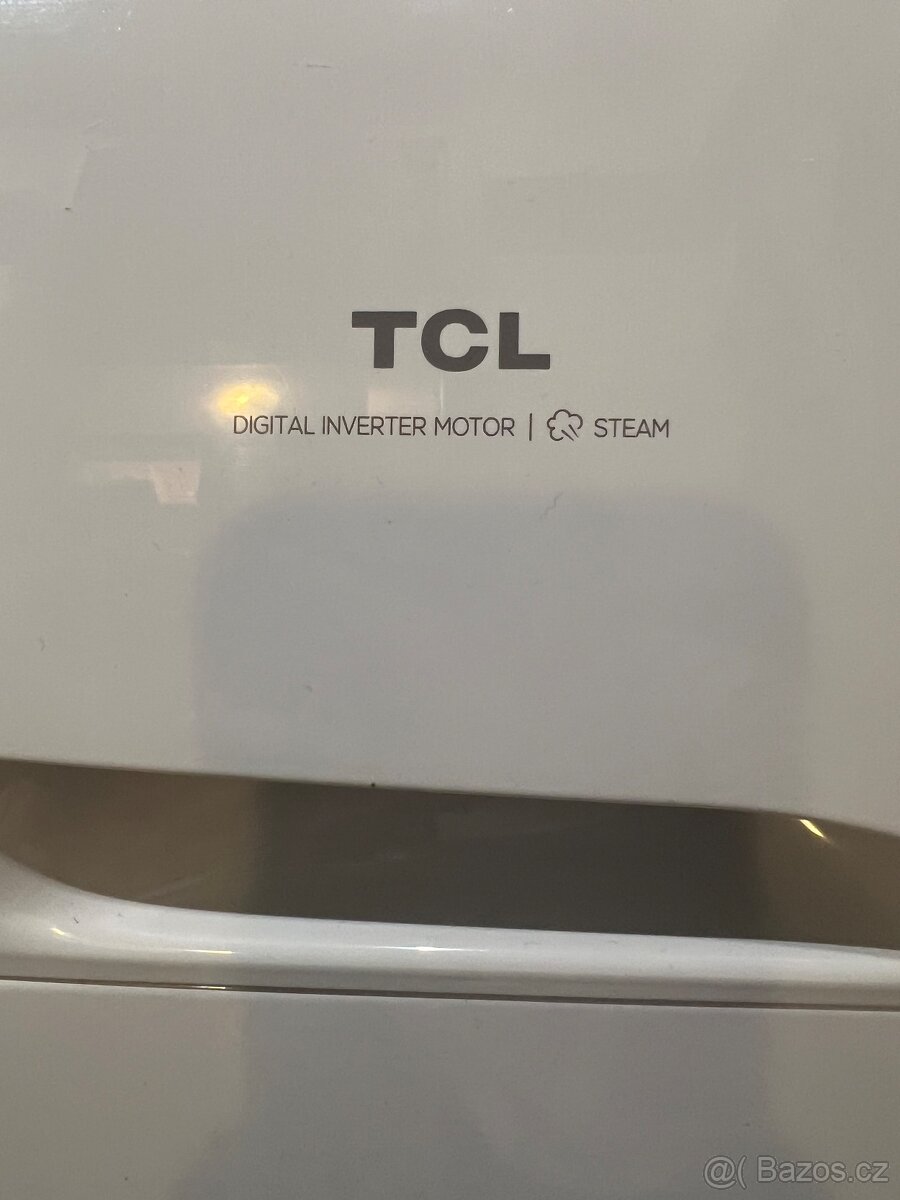 TCL
DIGITAL INVERTER MOTOR | STEAM
@( Bazos.cz